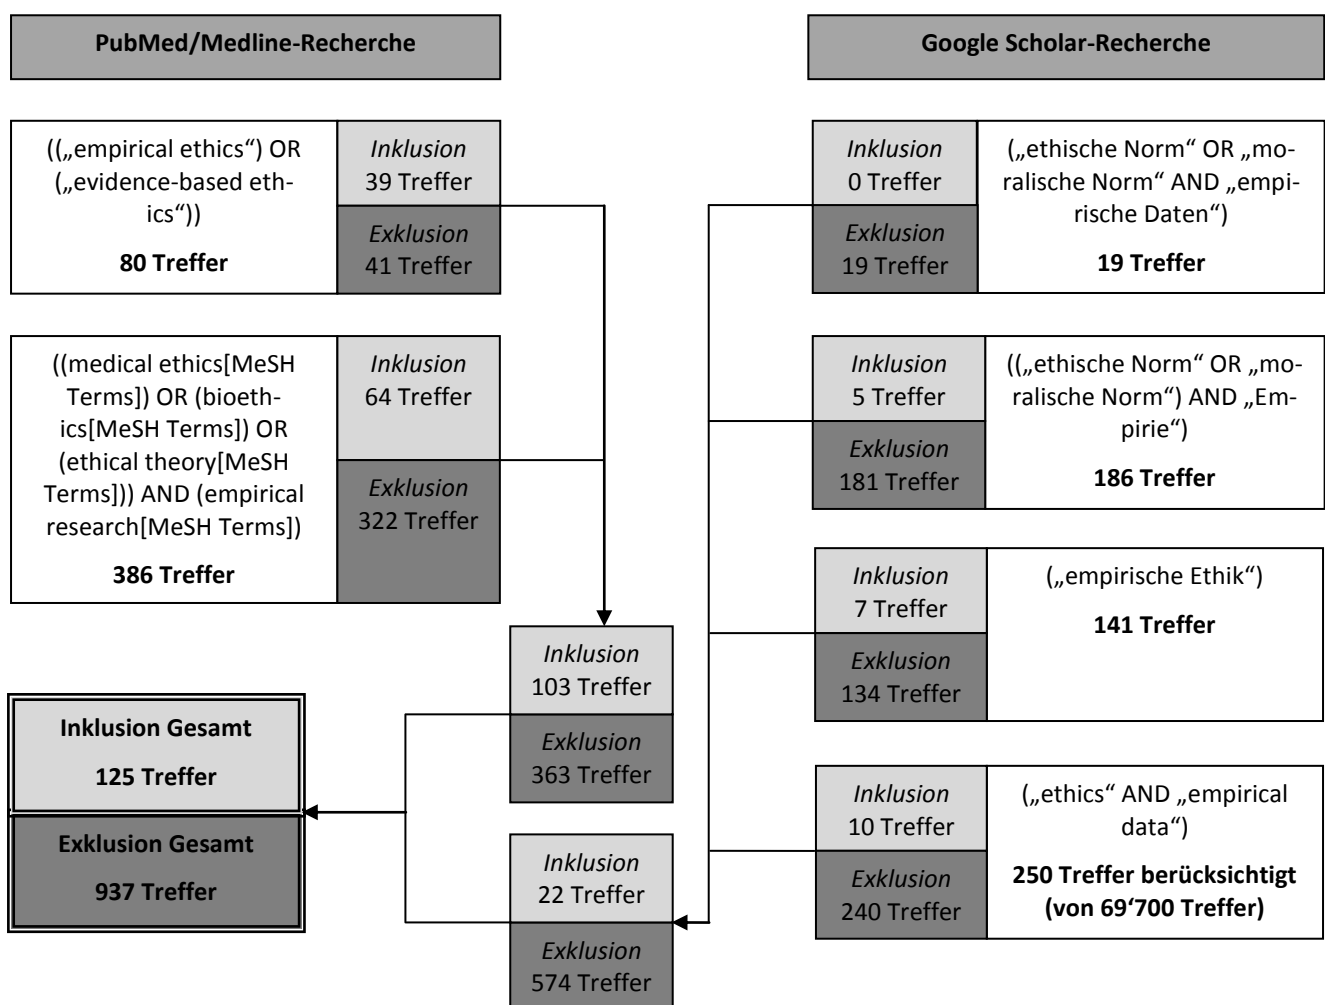 PubMed/Medline-Recherche
((„empirical ethics“) OR
(„evidence-based eth-
ics“))
80 Treffer
Inklusion
39 Treffer
Exklusion
41 Treffer
((medical ethics[MeSH
Terms]) OR (bioeth-
ics[MeSH Terms]) OR
(ethical theory[MeSH
Terms])) AND (empirical
research[MeSH Terms])
386 Treffer
Inklusion
64 Treffer
Exklusion
322 Treffer
Google Scholar-Recherche
Inklusion
0 Treffer
Exklusion
19 Treffer
(„ethische Norm“ OR „mo-
ralische Norm“ AND „empi-
rische Daten“)
19 Treffer
Inklusion
5 Treffer
Exklusion
181 Treffer
((„ethische Norm“ OR „mo-
ralische Norm“) AND „Em-
pirie“)
186 Treffer
Inklusion
7 Treffer
Exklusion
134 Treffer
(„empirische Ethik“)
141 Treffer
Inklusion
10 Treffer
Exklusion
240 Treffer
(„ethics“ AND „empirical
data“)
250 Treffer berücksichtigt
(von 69‘700 Treffer)
Inklusion
103 Treffer
Exklusion
363 Treffer
Inklusion
22 Treffer
Exklusion
574 Treffer
Inklusion Gesamt
125 Treffer
Exklusion Gesamt
937 Treffer